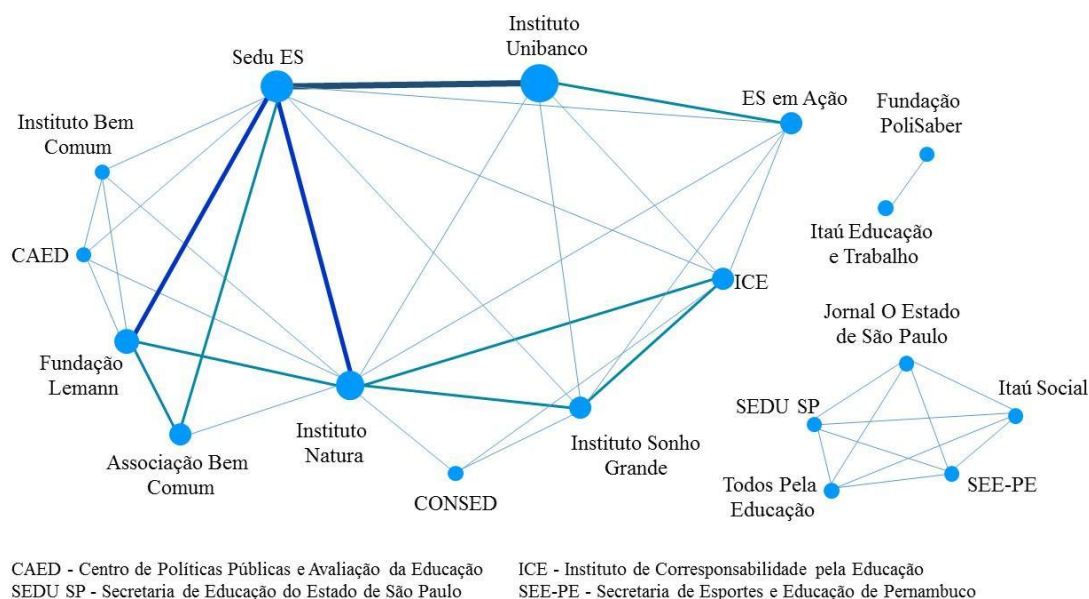 Instituto
Unibanco
Sedu ES
ES em Ação
Fundação
PoliSaber
Instituto Bem
Comum
CAED
Itaú Educação
e Trabalho
ICE
Jornal O Estado
de São Paulo
Fundação
Lemann
Itaú Social
SEDU SP
Instituto
Natura
Instituto Sonho
Grande
Associação Bem
Comum
CONSED
Todos Pela
Educação
SEE-PE
CAED - Centro de Políticas Públicas e Avaliação da Educação
ICE - Instituto de Corresponsabilidade pela Educação
SEDU SP - Secretaria de Educação do Estado de São Paulo
SEE-PE - Secretaria de Esportes e Educação de Pernambuco